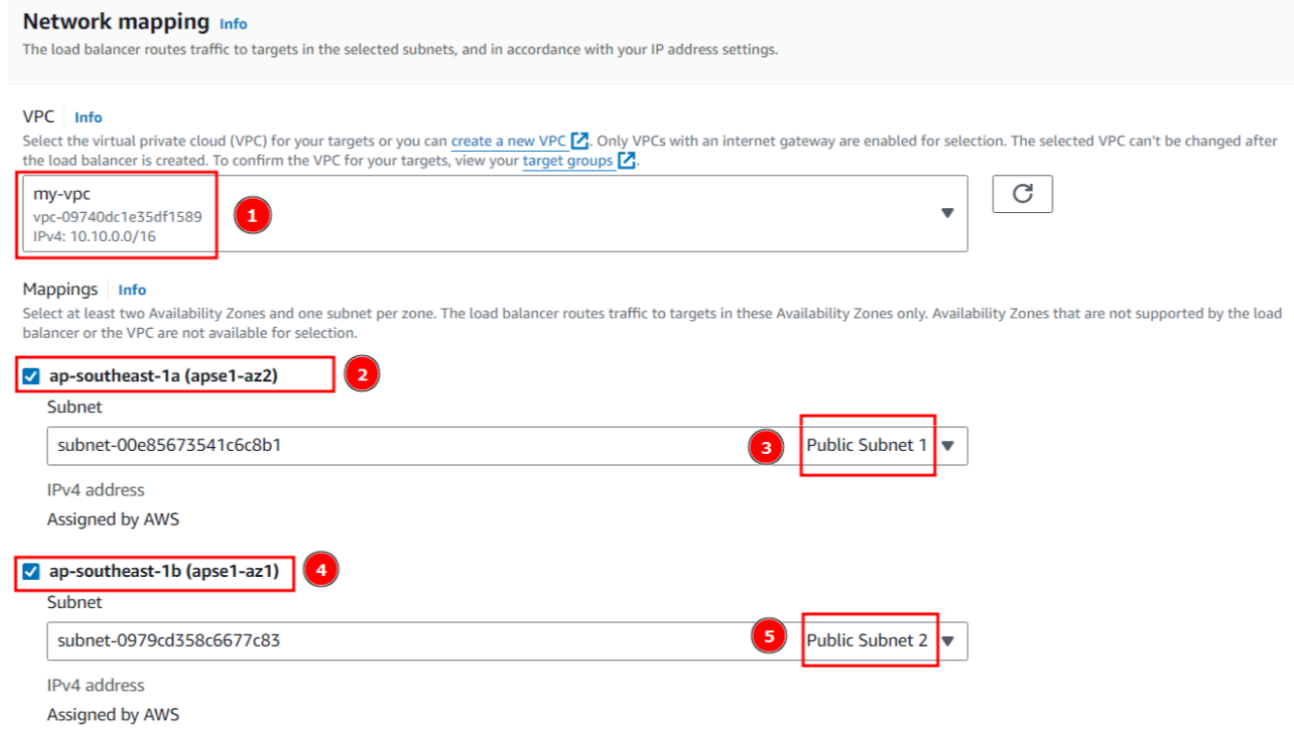 Network mapping Info
The load balancer routes traffic to targets in the selected subnets, and in accordance with your IP address settings.
VPC Info
Select the virtual private cloud (VPC) for your targets or you can create a new VPC. Only VPCs with an internet gateway are enabled for selection. The selected VPC can't be changed after
the load balancer is created. To confirm the VPC for your targets, view your target groups.
my-vpc
vpc-09740dc1e35df1589
IPv4: 10.10.0.0/16
1
Mappings Info
Select at least two Availability Zones and one subnet per zone. The load balancer routes traffic to targets in these Availability Zones only. Availability Zones that are not supported by the load
balancer or the VPC are not available for selection.
ap-southeast-1a (apse1-az2) 2
Subnet
subnet-00e85673541c6c8b1 3 Public Subnet 1
IPv4 address
Assigned by AWS
ap-southeast-1b (apse1-az1) 4
Subnet
subnet-0979cd358c6677c83 5 Public Subnet 2
IPv4 address
Assigned by AWS